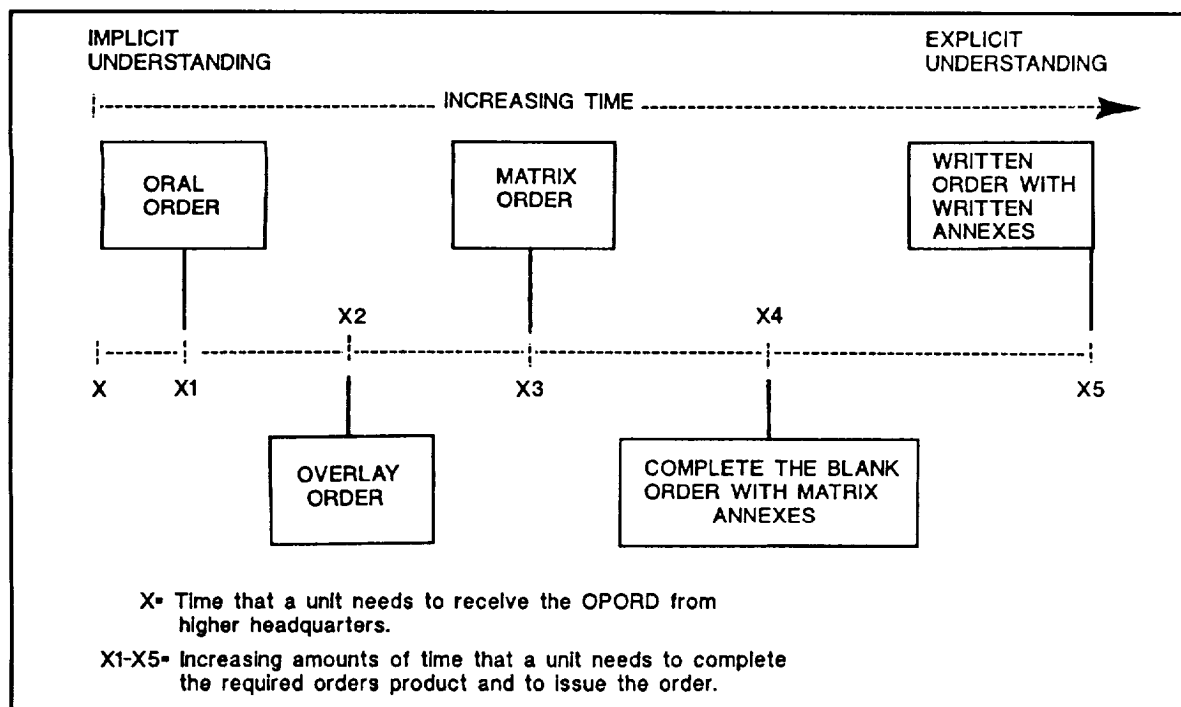 IMPLICIT
UNDERSTANDING
EXPLICIT
UNDERSTANDING
INCREASING TIME
ORAL
ORDER
MATRIX
ORDER
WRITTEN
ORDER WITH
WRITTEN
ANNEXES
X2
X4
X
X1
X3
X5
OVERLAY
ORDER
COMPLETE THE BLANK
ORDER WITH MATRIX
ANNEXES
X= Time that a unit needs to receive the OPORD from
higher headquarters.
X1-X5= Increasing amounts of time that a unit needs to complete
the required orders product and to issue the order.